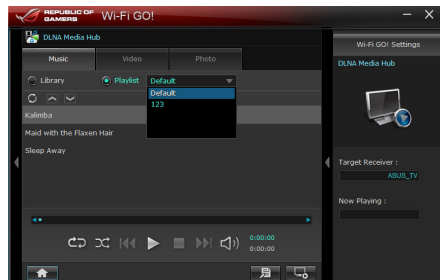 REPUBLIC OF GAMERS Wi-Fi GO!
DLNA Media Hub
Music Video Photo
Library Playlist Default
Default
123
Kalimba
Maid with the Flaxen Hair
Sleep Away
0:00:00
0:00:00
Wi-Fi GO! Settings
DLNA Media Hub
Target Receiver :
ASUS_TV
Now Playing :